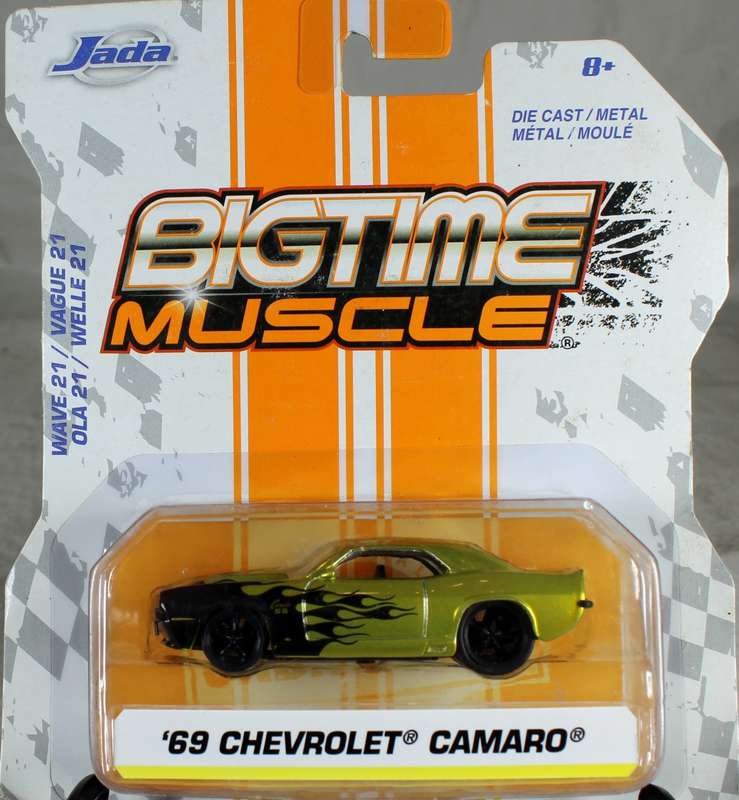 Jada
8+
DIE CAST / METAL
MÉTAL / MOULÉ
BIGTIME
MUSCLE®
WAVE 21 / VAGUE 21
OLA 21 / WELLE 21
'69 CHEVROLET® CAMARO®